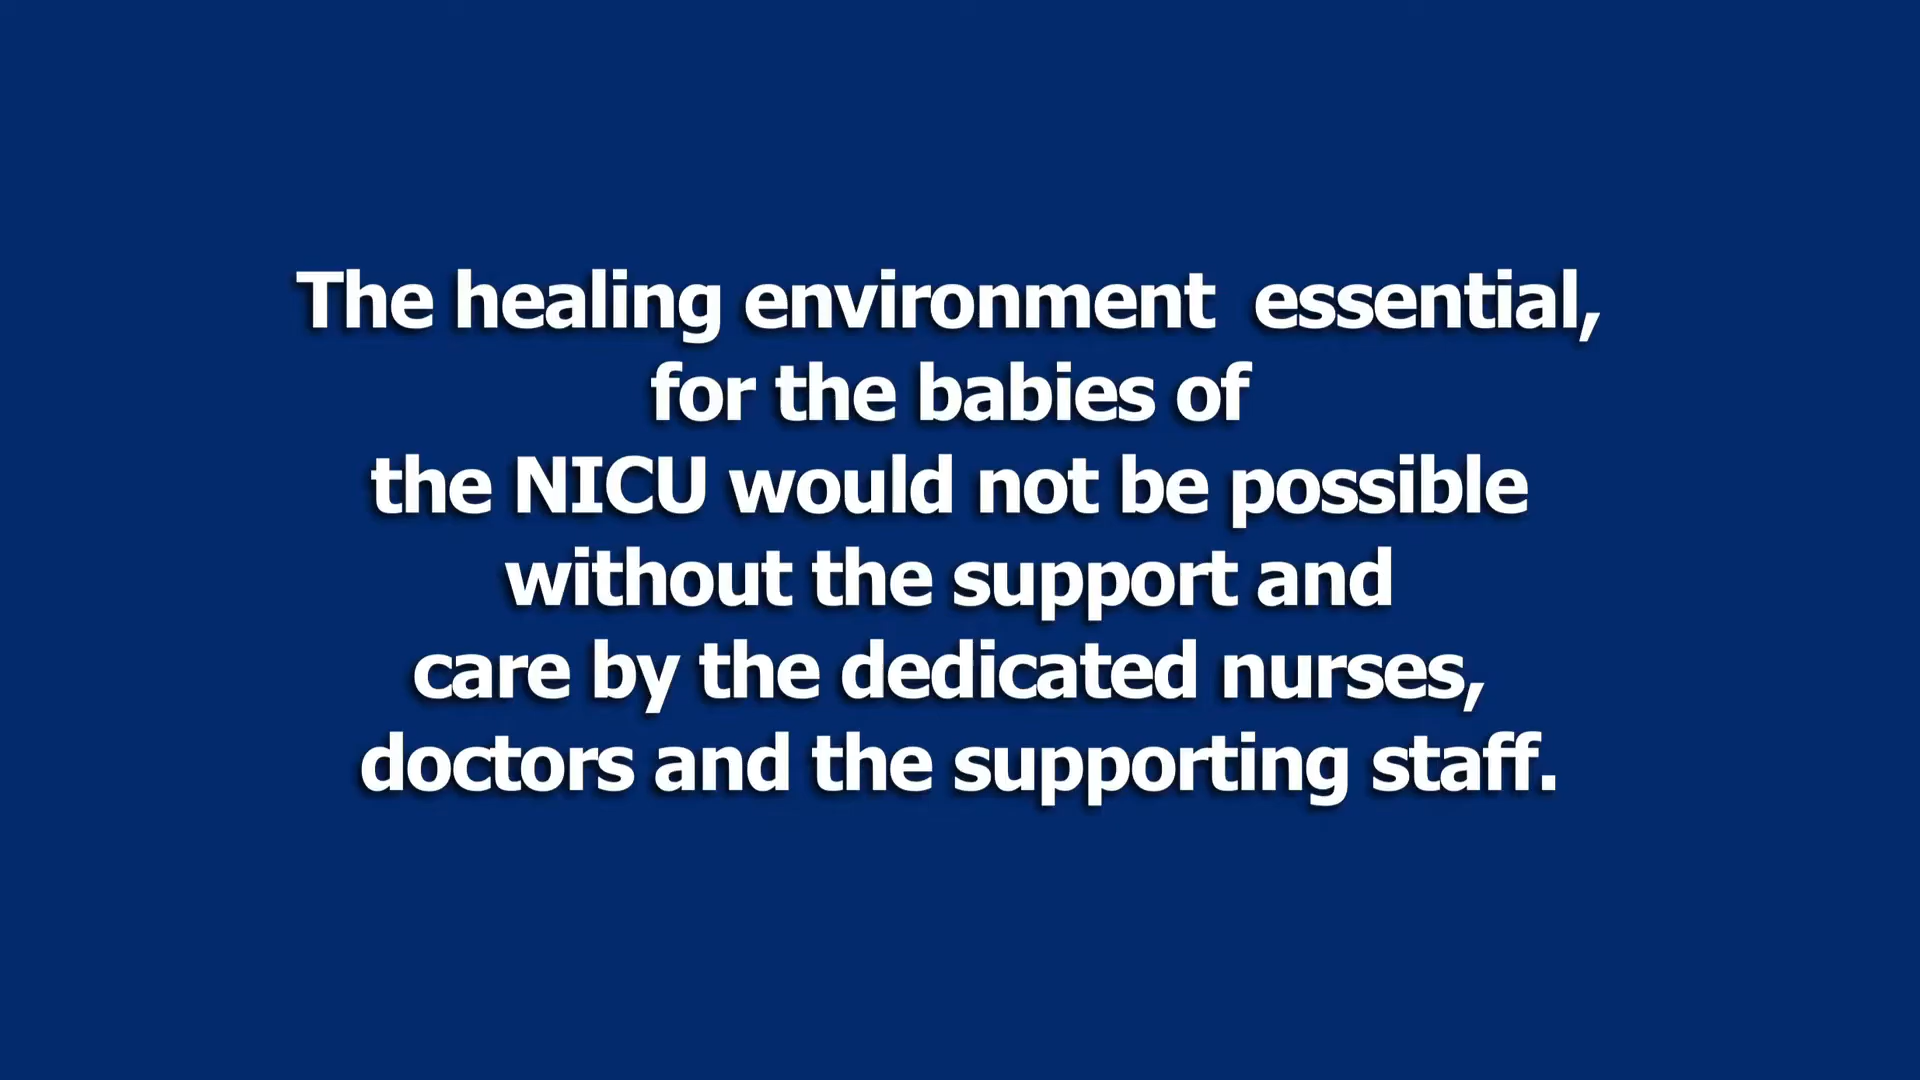 The healing environment  essential,
for the babies of
the NICU would not be possible
without the support and
care by the dedicated nurses,
doctors and the supporting staff.